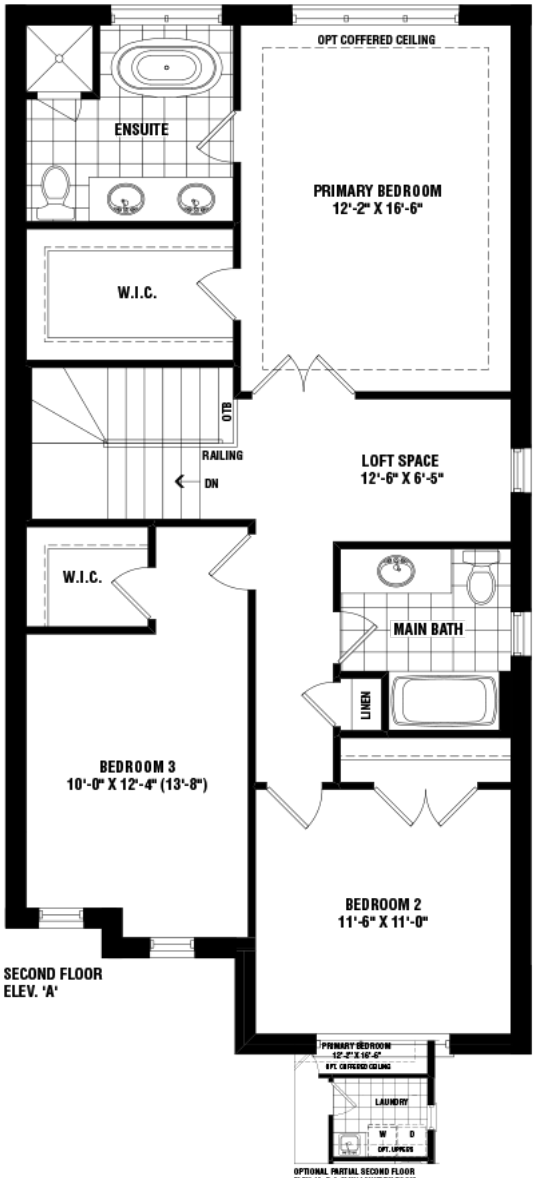 OPT COFFERED CEILING
ENSUITE
PRIMARY BEDROOM
12'-2" X 16'-6"
W.I.C.
OTB
RAILING
DN
LOFT SPACE
12'-6" X 6'-5"
W.I.C.
MAIN BATH
LINEN
BEDROOM 3
10'-0" X 12'-4" (13'-8")
BEDROOM 2
11'-6" X 11'-0"
SECOND FLOOR
ELEV. 'A'
PRIMARY BEDROOM
12'-2" X 16'-6"
OPT. COFFERED CEILING
LAUNDRY
W D
OPT. UPPERS
OPTIONAL PARTIAL SECOND FLOOR